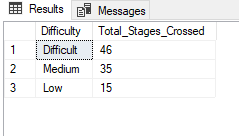 Results Messages
Difficulty Total_Stages_Crossed
1 Difficult 46
2 Medium 35
3 Low 15